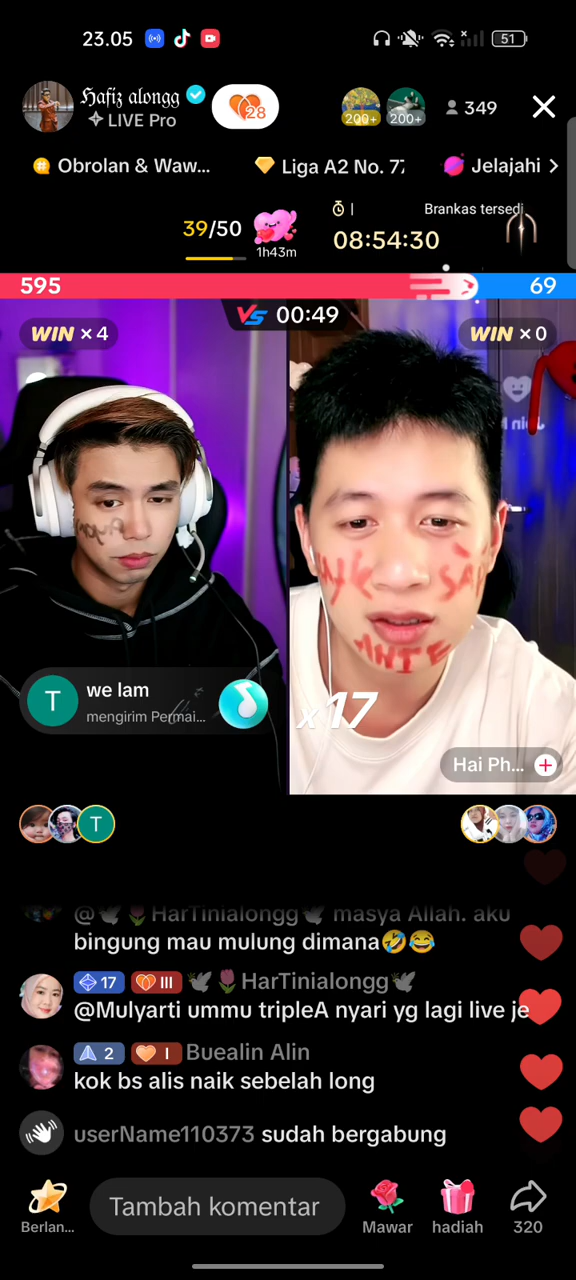 23.05
51
Hafiz alongg
LIVE Pro
28
200+
200+
349
Obrolan & Waw...
Liga A2 No. 77
Jelajahi
39/50
1h43m
Brankas tersedi
08:54:30
595
69
VS 00:49
WIN × 4
WIN × 0
ANTE
T
we lam
mengirim Permai...
x17
Hai Ph...
T
@🕊🌷HarTinialongg🕊 masya Allah. aku
bingung mau mulung dimana🤣😂
17 III 🕊🌷HarTinialongg🕊
@Mulyarti ummu tripleA nyari yg lagi live je
2 I Buealin Alin
kok bs alis naik sebelah long
userName110373 sudah bergabung
Berlan...
Tambah komentar
Mawar
hadiah
320